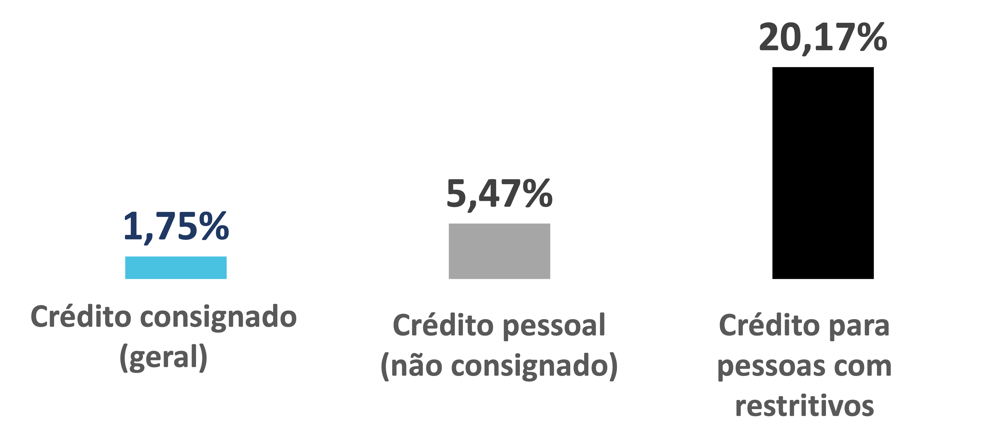 20,17%
5,47%
1,75%
Crédito consignado
(geral)
Crédito pessoal
(não consignado)
Crédito para
pessoas com
restritivos